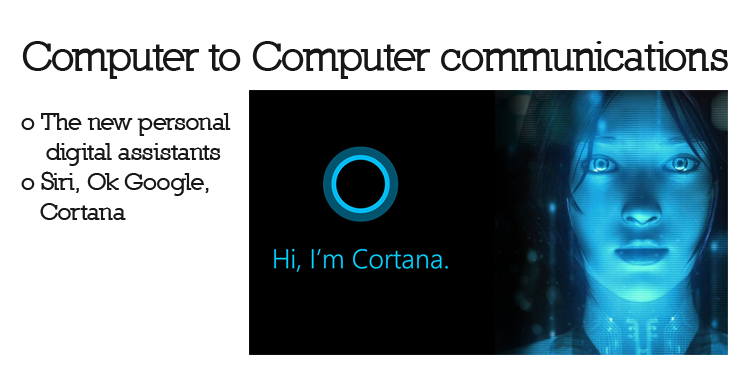 Computer to Computer communications
o The new personal
digital assistants
o Siri, Ok Google,
Cortana
Hi, I'm Cortana.